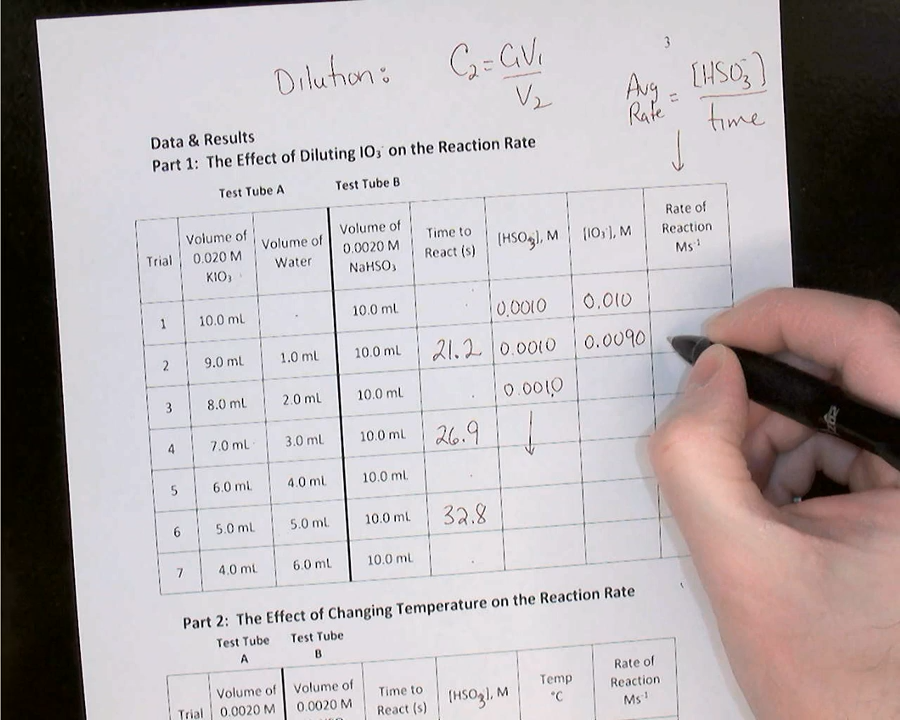 Dilution: C₂ = C₁V₁
V₂
3
Avg Rate = [HSO₃⁻]
time
↓
Data & Results
Part 1: The Effect of Diluting IO₃⁻ on the Reaction Rate
Test Tube A Test Tube B
Trial Volume of 0.020 M KIO₃ Volume of Water Volume of 0.0020 M NaHSO₃ Time to React (s) [HSO₃⁻], M [IO₃⁻], M Rate of Reaction Ms⁻¹
1 10.0 mL 10.0 mL 0.0010 0.010
2 9.0 mL 1.0 mL 10.0 mL 21.2 0.0010 0.0090
3 8.0 mL 2.0 mL 10.0 mL 0.0010
4 7.0 mL 3.0 mL 10.0 mL 26.9 ↓
5 6.0 mL 4.0 mL 10.0 mL
6 5.0 mL 5.0 mL 10.0 mL 32.8
7 4.0 mL 6.0 mL 10.0 mL
Part 2: The Effect of Changing Temperature on the Reaction Rate
Test Tube A Test Tube B
Trial Volume of 0.0020 M Volume of 0.0020 M Time to React (s) [HSO₃⁻], M Temp °C Rate of Reaction Ms⁻¹